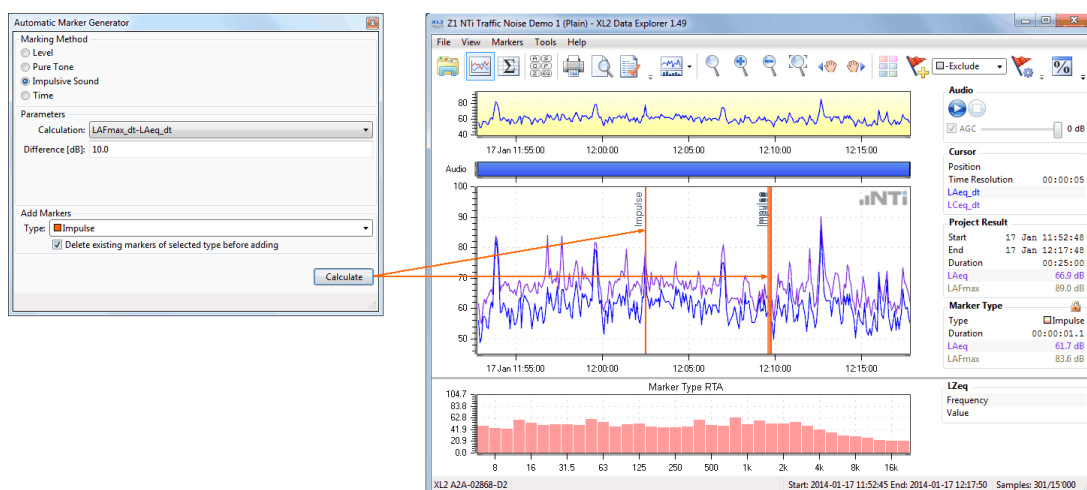 Automatic Marker Generator
Marking Method
Level
Pure Tone
Impulsive Sound
Time
Parameters
Calculation: LAFmax_dt-LAeq_dt
Difference [dB]: 10.0
Add Markers
Type: Impulse
Delete existing markers of selected type before adding
Calculate
XL2 Z1 NTi Traffic Noise Demo 1 (Plain) - XL2 Data Explorer 1.49
File View Markers Tools Help
-Exclude
%
80
60
40
17 Jan 11:55:00 12:00:00 12:05:00 12:10:00 12:15:00
Audio
100
90
80
70
60
50
Impulse
Impulse
NTi
17 Jan 11:55:00 12:00:00 12:05:00 12:10:00 12:15:00
Marker Type RTA
104.7
83.8
62.8
41.9
20.9
0.0
8 16 31.5 63 125 250 500 1k 2k 4k 8k 16k
Audio
AGC 0 dB
Cursor
Position
Time Resolution 00:00:05
LAeq_dt
LCeq_dt
Project Result
Start 17 Jan 11:52:48
End 17 Jan 12:17:48
Duration 00:25:00
LAeq 66.9 dB
LAFmax 89.0 dB
Marker Type
Type Impulse
Duration 00:00:01.1
LAeq 61.7 dB
LAFmax 83.6 dB
LZeq
Frequency
Value
XL2 A2A-02868-D2
Start: 2014-01-17 11:52:45 End: 2014-01-17 12:17:50 Samples: 301/15'000